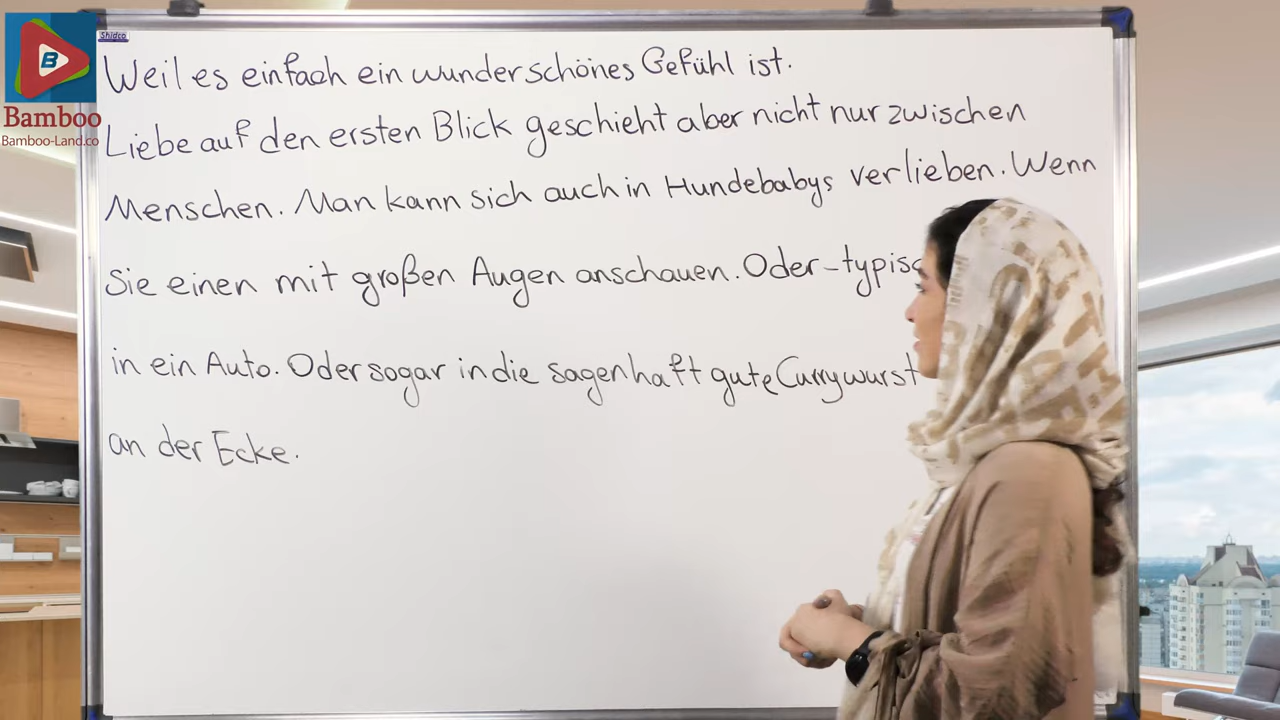 Shidco
B
Bamboo
Bamboo-Land.co
Weil es einfach ein wunderschönes Gefühl ist.
Liebe auf den ersten Blick geschieht aber nicht nur zwischen
Menschen. Man kann sich auch in Hundebabys verlieben. Wenn
Sie einen mit großen Augen anschauen. Oder - typisc
in ein Auto. Oder sogar in die sagenhaft gute Currywurst
an der Ecke.